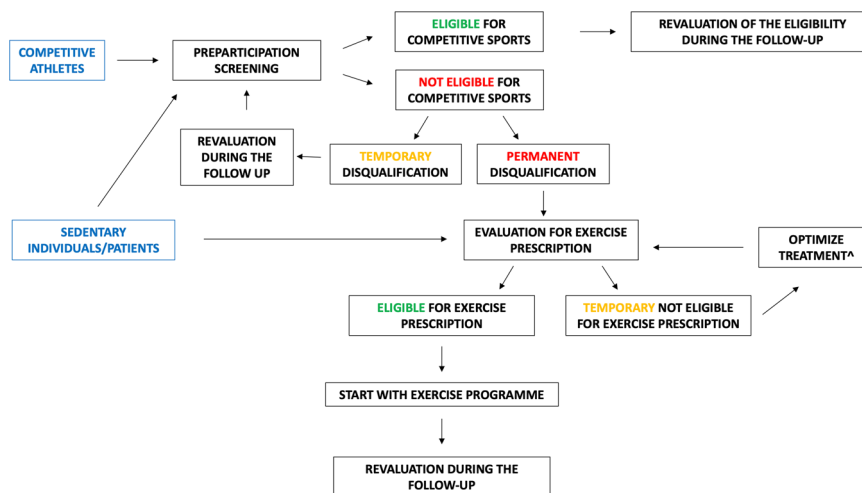 ELIGIBLE FOR
COMPETITIVE SPORTS
REVALUATION OF THE ELIGIBILITY
DURING THE FOLLOW-UP
COMPETITIVE
ATHLETES
PREPARTICIPATION
SCREENING
NOT ELIGIBLE FOR
COMPETITIVE SPORTS
REVALUATION
DURING THE
FOLLOW UP
TEMPORARY
DISQUALIFICATION
PERMANENT
DISQUALIFICATION
SEDENTARY
INDIVIDUALS/PATIENTS
EVALUATION FOR EXERCISE
PRESCRIPTION
OPTIMIZE
TREATMENT^
ELIGIBLE FOR EXERCISE
PRESCRIPTION
TEMPORARY NOT ELIGIBLE
FOR EXERCISE PRESCRIPTION
START WITH EXERCISE PROGRAMME
REVALUATION DURING THE
FOLLOW-UP